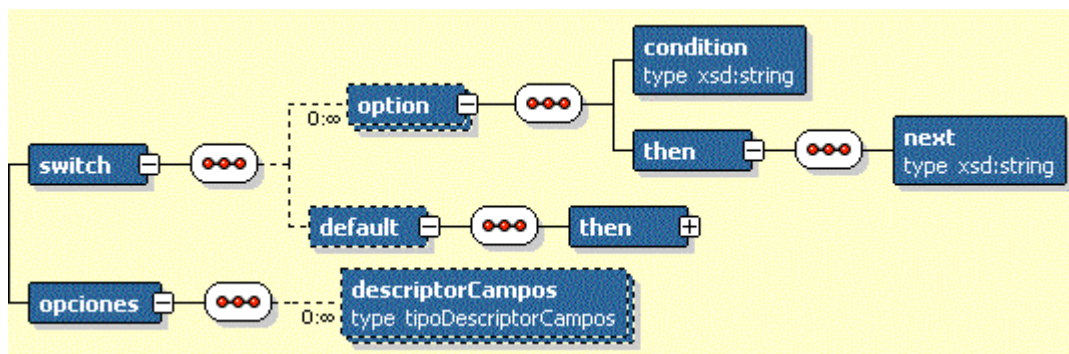 condition
type xsd:string
option
0:∞
then
next
type xsd:string
switch
default
then
opciones
descriptorCampos
type tipoDescriptorCampos
0:∞